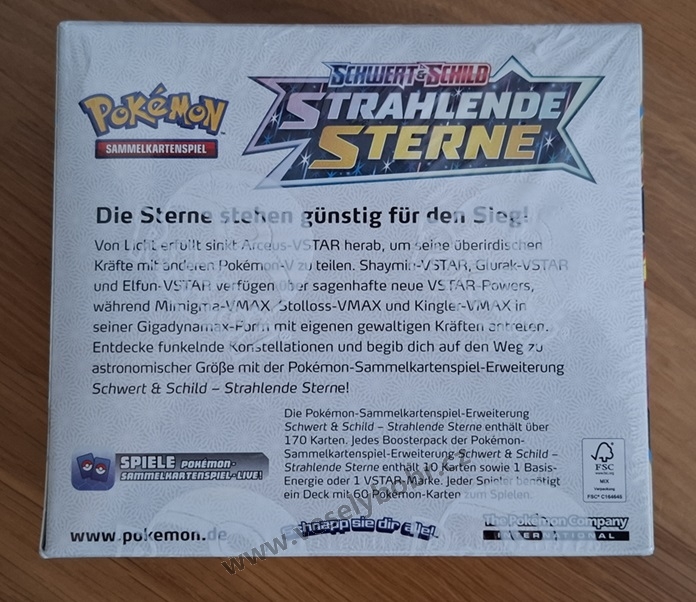 SCHWERT & SCHILD
POKéMON
STRAHLENDE
STERNE
SAMMELKARTENSPIEL
Die Sterne stehen günstig für den Sieg!
Von Licht erfüllt sinkt Arceus-VSTAR herab, um seine überirdischen
Kräfte mit anderen Pokémon-V zu teilen. Shaymin-VSTAR, Glurak-VSTAR
und Elfun-VSTAR verfügen über sagenhafte neue VSTAR-Powers,
während Mimigma-VMAX, Stolloss-VMAX und Kingler-VMAX in
seiner Gigadynamax-Form mit eigenen gewaltigen Kräften antreten.
Entdecke funkelnde Konstellationen und begib dich auf den Weg zu
astronomischer Größe mit der Pokémon-Sammelkartenspiel-Erweiterung
Schwert & Schild – Strahlende Sterne!
Die Pokémon-Sammelkartenspiel-Erweiterung
Schwert & Schild – Strahlende Sterne enthält über
170 Karten. Jedes Boosterpack der Pokémon-
Sammelkartenspiel-Erweiterung Schwert & Schild –
Strahlende Sterne enthält Karten sowie 1 Basis-
Energie oder 1 VSTAR-Marke. Jeder Spieler benötigt
ein Deck mit 60 Pokémon-Karten zum Spielen.
SPIELE POKÉMON-
SAMMELKARTENSPIEL-LIVE!
FSC
www.fsc.org
MIX
Verpackung
FSC® C184646
www.pokemon.de
Schnapp sie dir alle!
The Pokémon Company
INTERNATIONAL